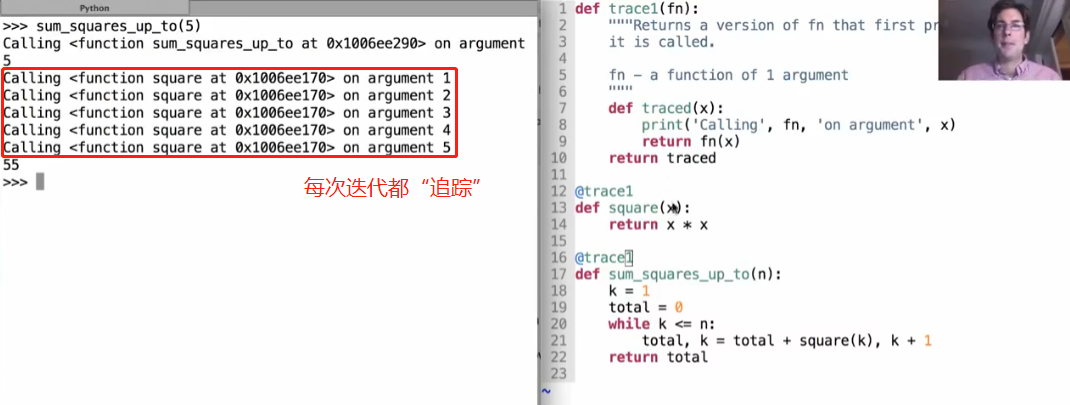 Python
>>> sum_squares_up_to(5)
Calling <function sum_squares_up_to at 0x1006ee290> on argument
5
Calling <function square at 0x1006ee170> on argument 1
Calling <function square at 0x1006ee170> on argument 2
Calling <function square at 0x1006ee170> on argument 3
Calling <function square at 0x1006ee170> on argument 4
Calling <function square at 0x1006ee170> on argument 5
55
>>>
每次迭代都“追踪”
1 def trace1(fn):
2     """Returns a version of fn that first
3     it is called.
4
5     fn - a function of 1 argument
6     """
7     def traced(x):
8         print('Calling', fn, 'on argument', x)
9         return fn(x)
10     return traced
11
12 @trace1
13 def square(x):
14     return x * x
15
16 @trace1
17 def sum_squares_up_to(n):
18     k = 1
19     total = 0
20     while k <= n:
21         total, k = total + square(k), k + 1
22     return total
23
~